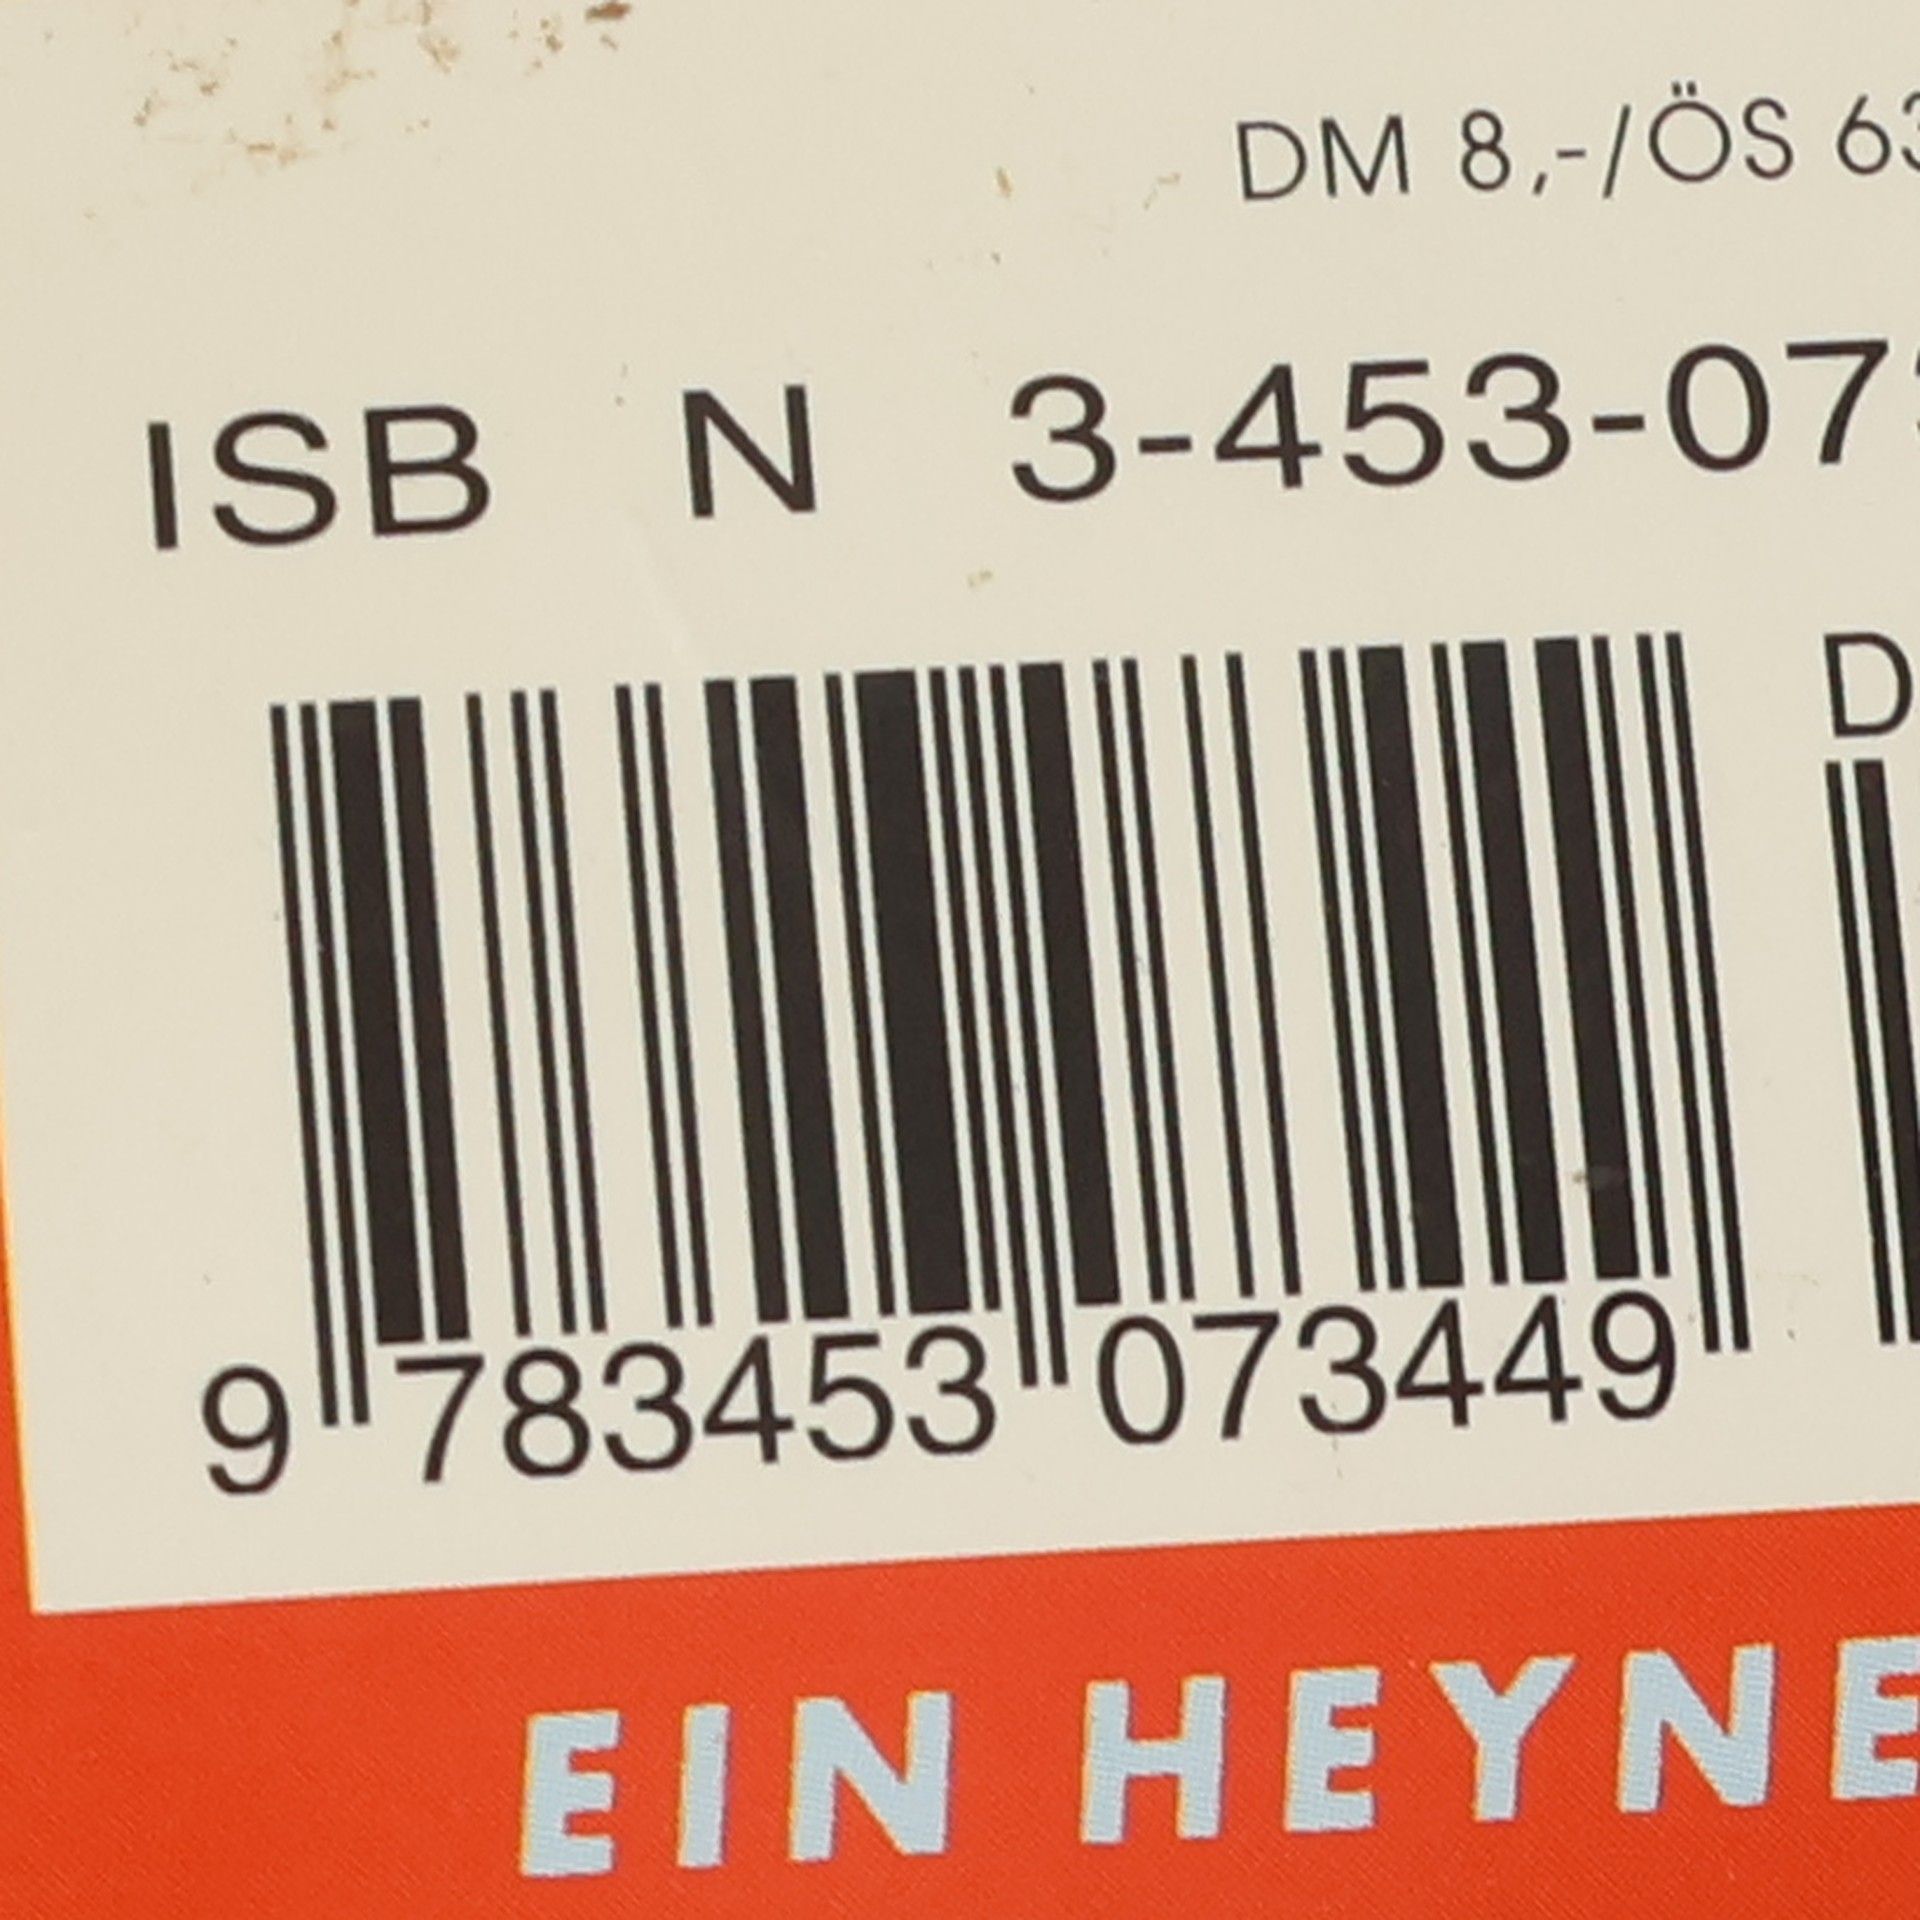 DM 8,-/ÖS 63
ISB N 3-453-07
D
9 783453 073449
EIN HEYNE